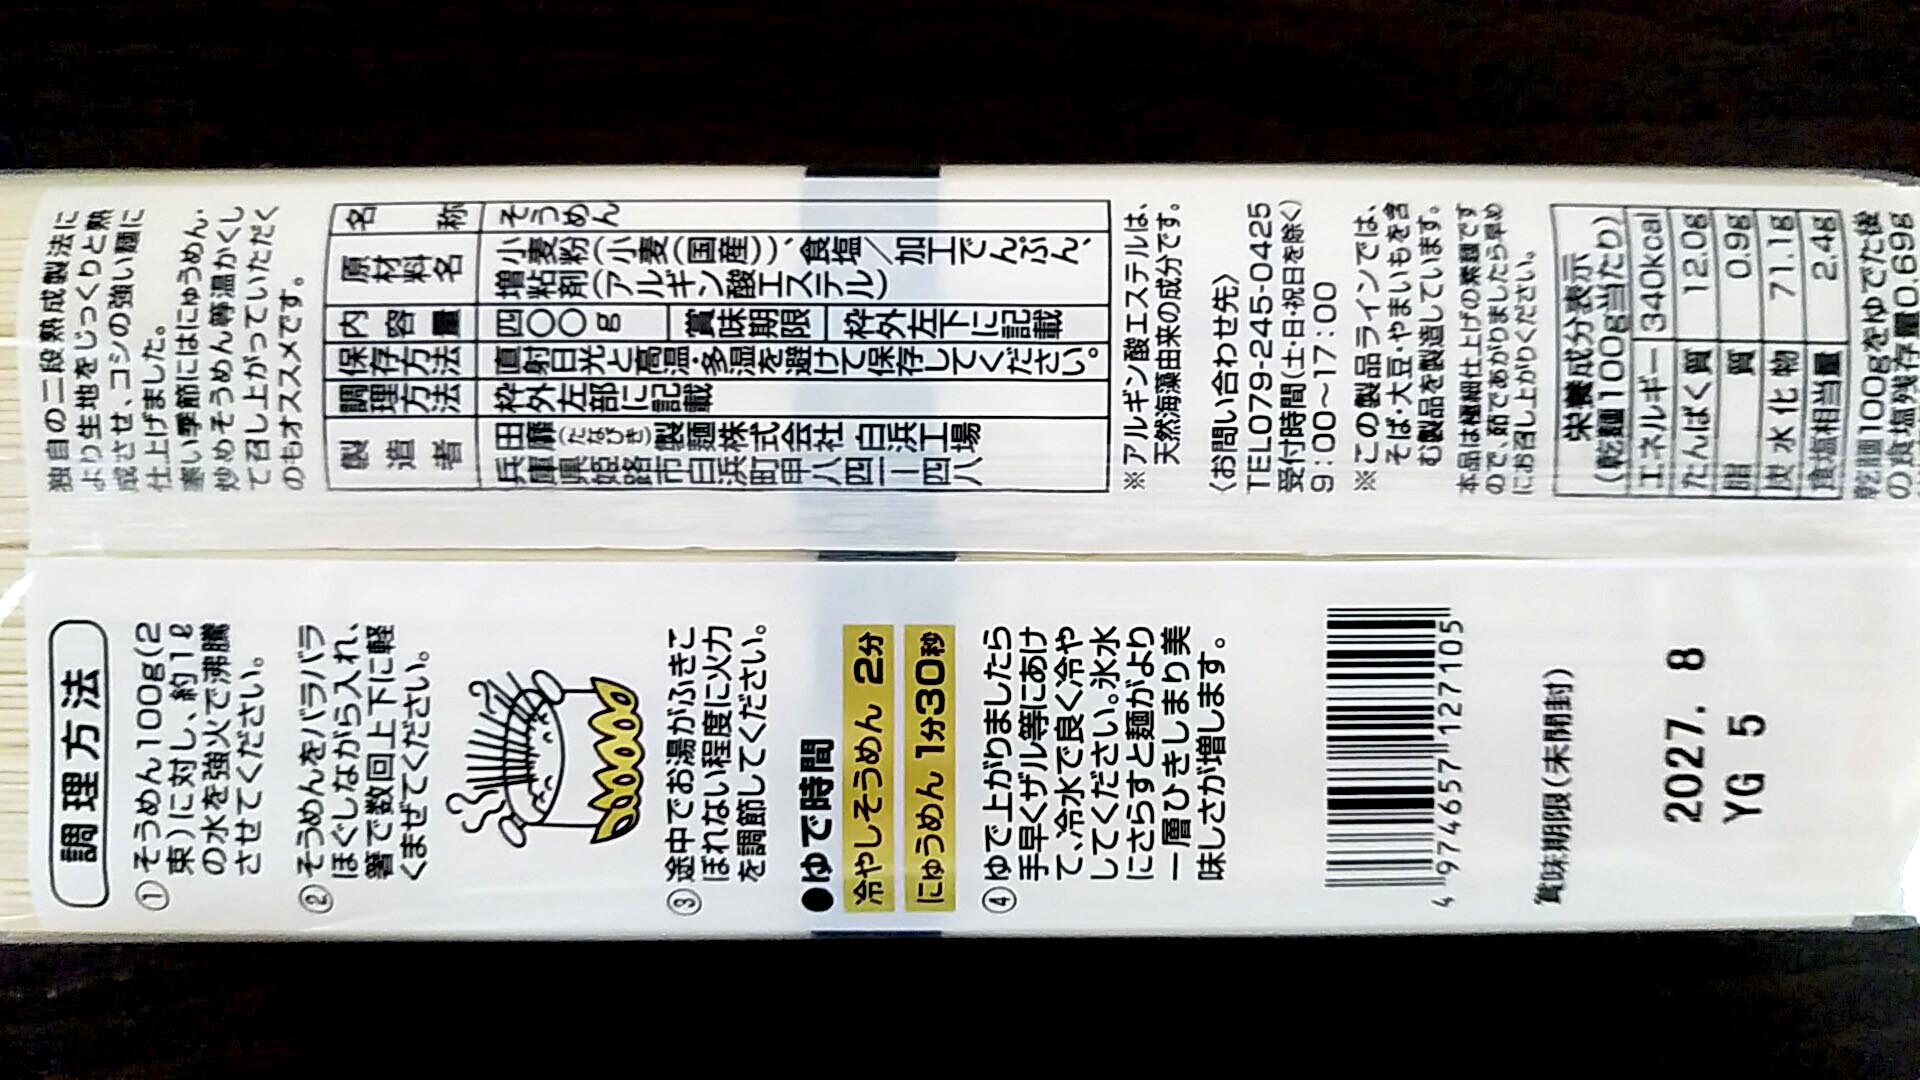 独自の二段熟成製法に
より生地をじっくりと熟
成させ、コシの強い麺に
仕上げました。
寒い季節にはにゅうめん・
炒めそうめん等温かくし
て召し上がっていただく
のもオススメです。
名称 そうめん
原材料名 小麦粉(小麦(国産))、食塩/加工でんぷん、
増粘剤(アルギン酸エステル)
内容量 四〇〇g 賞味期限 枠外左下に記載
保存方法 直射日光と高温・多湿を避けて保存してください。
調理方法 枠外左部に記載
製造者 田靡(たなびき)製麺株式会社 白浜工場
兵庫県姫路市白浜町甲八四一ー四八
※アルギン酸エステルは、
天然海藻由来の成分です。
〈お問い合わせ先〉
TEL079-245-0425
受付時間(土・日・祝日を除く)
9:00~17:00
※この製品ラインでは、
そば・大豆・やまいもを含
む製品を製造しています。
本品は極細仕上げの素麺です
ので、茹であがりましたら早め
にお召し上がりください。
栄養成分表示
(乾麺100g当たり)
エネルギー 340kcal
たんぱく質 12.0g
脂質 0.9g
炭水化物 71.1g
食塩相当量 2.4g
乾麺100gをゆでた後
の食塩残存量0.69g
調理方法
①そうめん100g(2
束)に対し、約1ℓ
の水を強火で沸騰
させてください。
②そうめんをバラバラ
ほぐしながら入れ、
箸で数回上下に軽
くまぜてください。
③途中でお湯がふきこ
ぼれない程度に火力
を調節してください。
●ゆで時間
冷やしそうめん 2分
にゅうめん 1分30秒
④ゆで上がりましたら
手早くザル等にあけ
て、冷水で良く冷や
してください。氷水
にさらすと麺がより
一層ひきしまり美
味しさが増します。
4 974657 127105
賞味期限(未開封)
2027. 8
YG 5